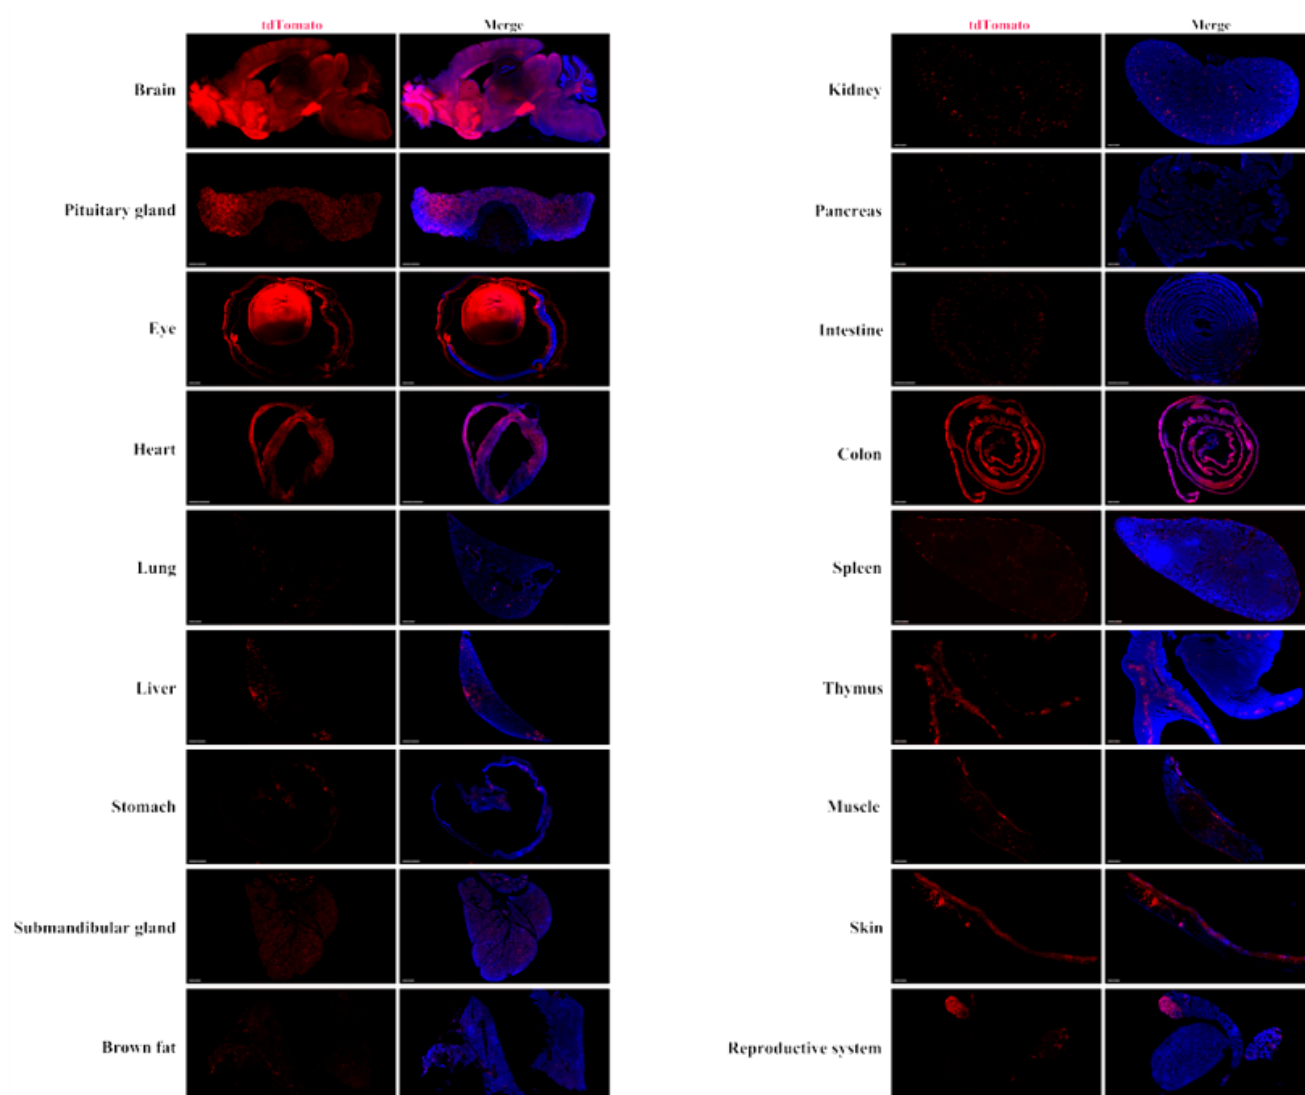 tdTomato Merge
Brain
Pituitary gland
Eye
Heart
Lung
Liver
Stomach
Submandibular gland
Brown fat
tdTomato Merge
Kidney
Pancreas
Intestine
Colon
Spleen
Thymus
Muscle
Skin
Reproductive system